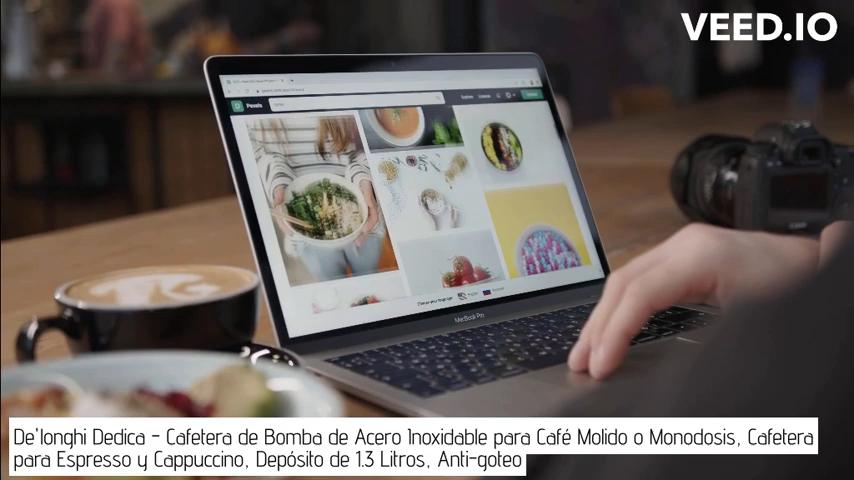 VEED.IO
Pexels
MacBook Pro
De'longhi Dedica - Cafetera de Bomba de Acero Inoxidable para Café Molido o Monodosis, Cafetera
para Espresso y Cappuccino, Depósito de 1.3 Litros, Anti-goteo